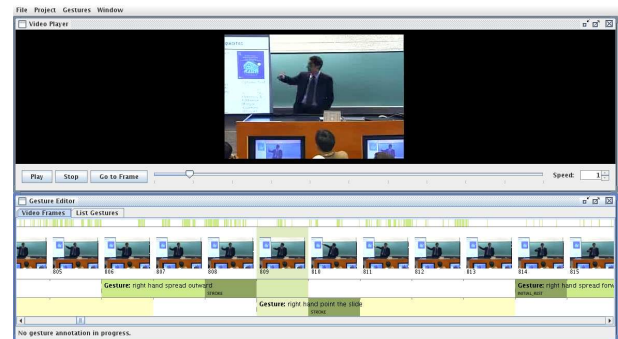 File Project Gestures Window
Video Player
Play Stop Go to Frame Speed: 1
Gesture Editor
Video Frames List Gestures
805 806 807 808 809 810 811 812 813 814 815
Gesture: right hand spread outward Gesture: right hand spread forw
STROKE INITIAL_REST
Gesture: right hand point the slide
STROKE
No gesture annotation in progress.